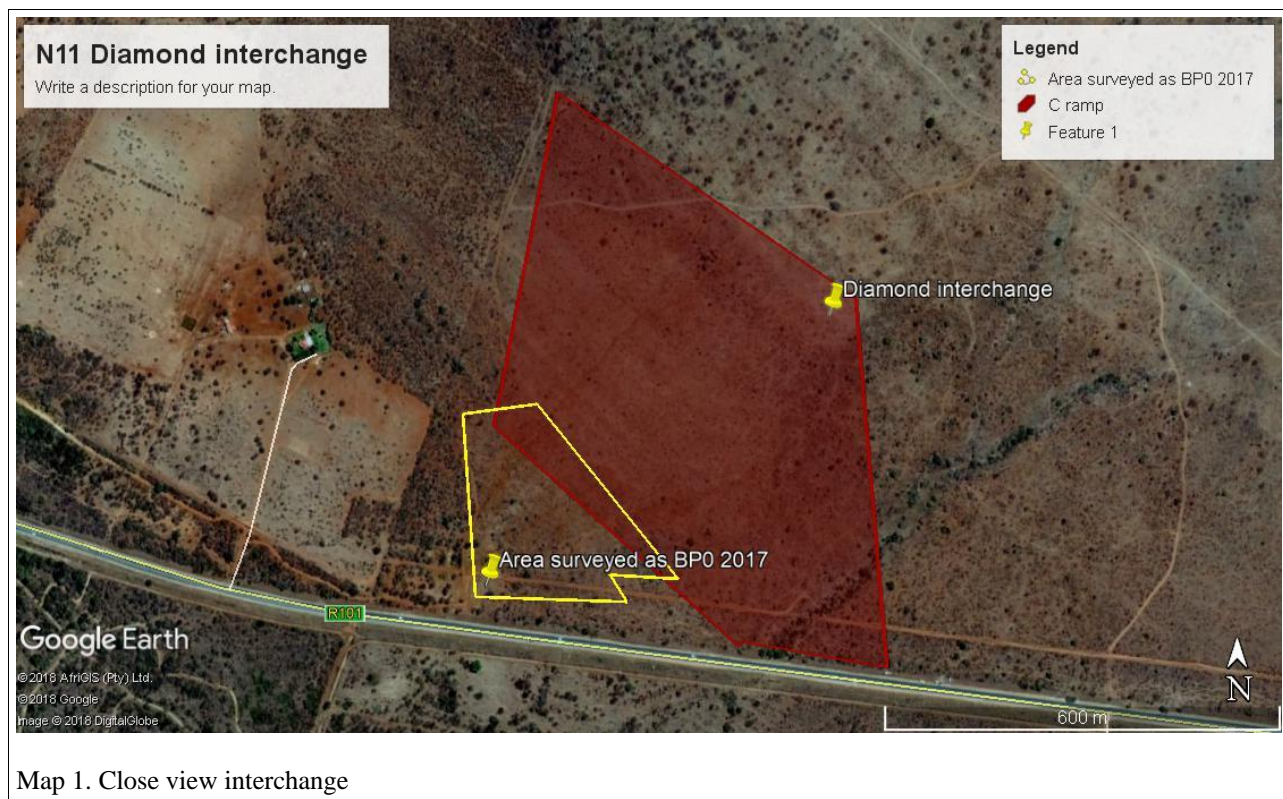 N11 Diamond interchange
Write a description for your map.
Legend
Area surveyed as BP0 2017
C ramp
Feature 1
Diamond interchange
Area surveyed as BP0 2017
R101
Google Earth
©2018 AfriGIS (Pty) Ltd.
©2018 Google
Image © 2018 DigitalGlobe
N
600 m
Map 1. Close view interchange